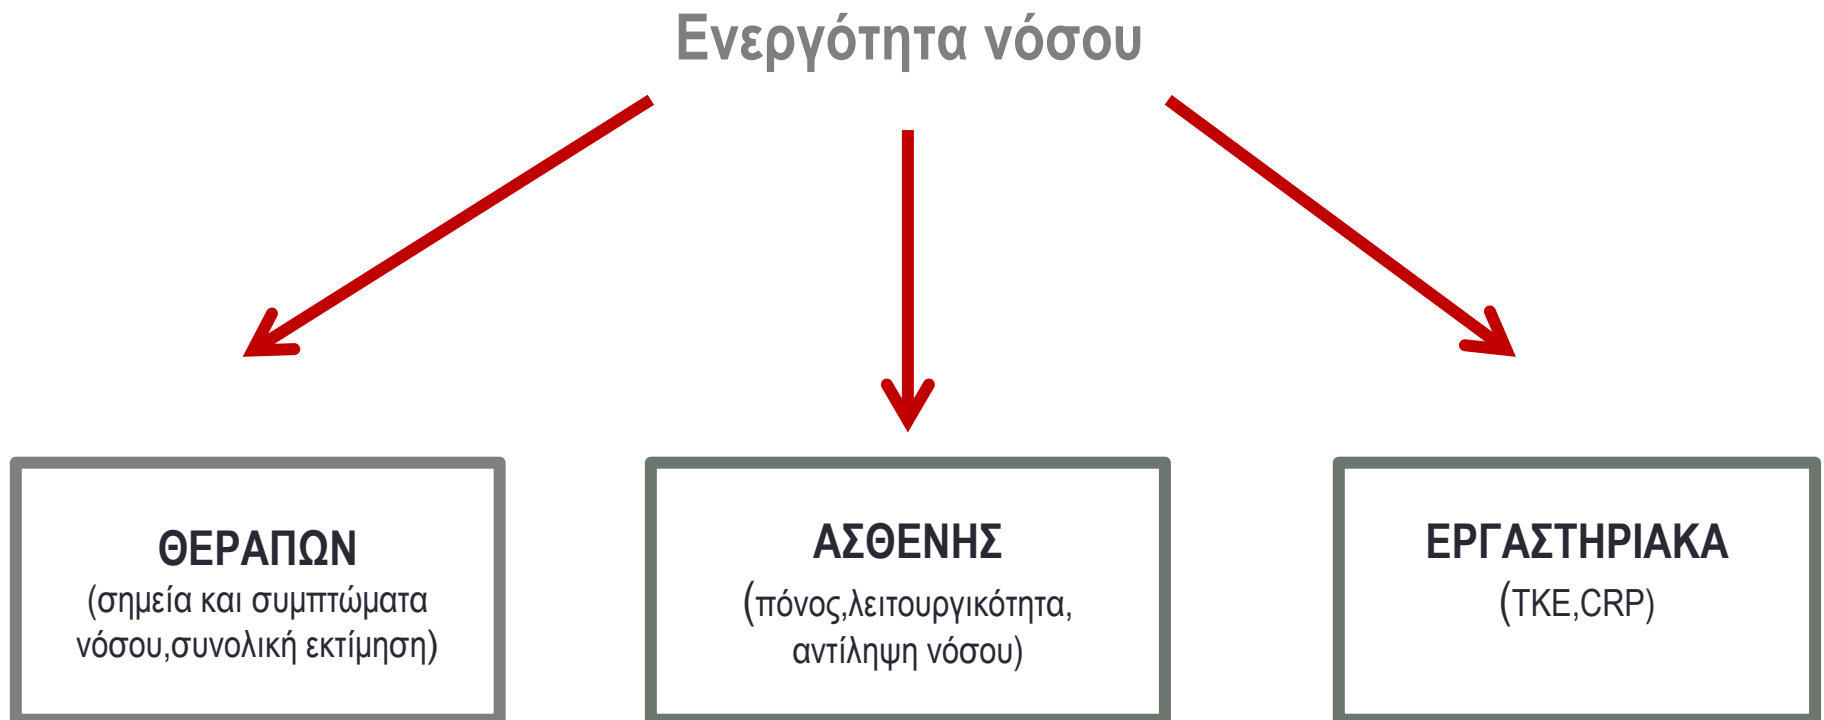 Ενεργότητα νόσου
ΘΕΡΑΠΩΝ
(σημεία και συμπτώματα
νόσου,συνολική εκτίμηση)
ΑΣΘΕΝΗΣ
(πόνος,λειτουργικότητα,
αντίληψη νόσου)
ΕΡΓΑΣΤΗΡΙΑΚΑ
(ΤΚΕ,CRP)